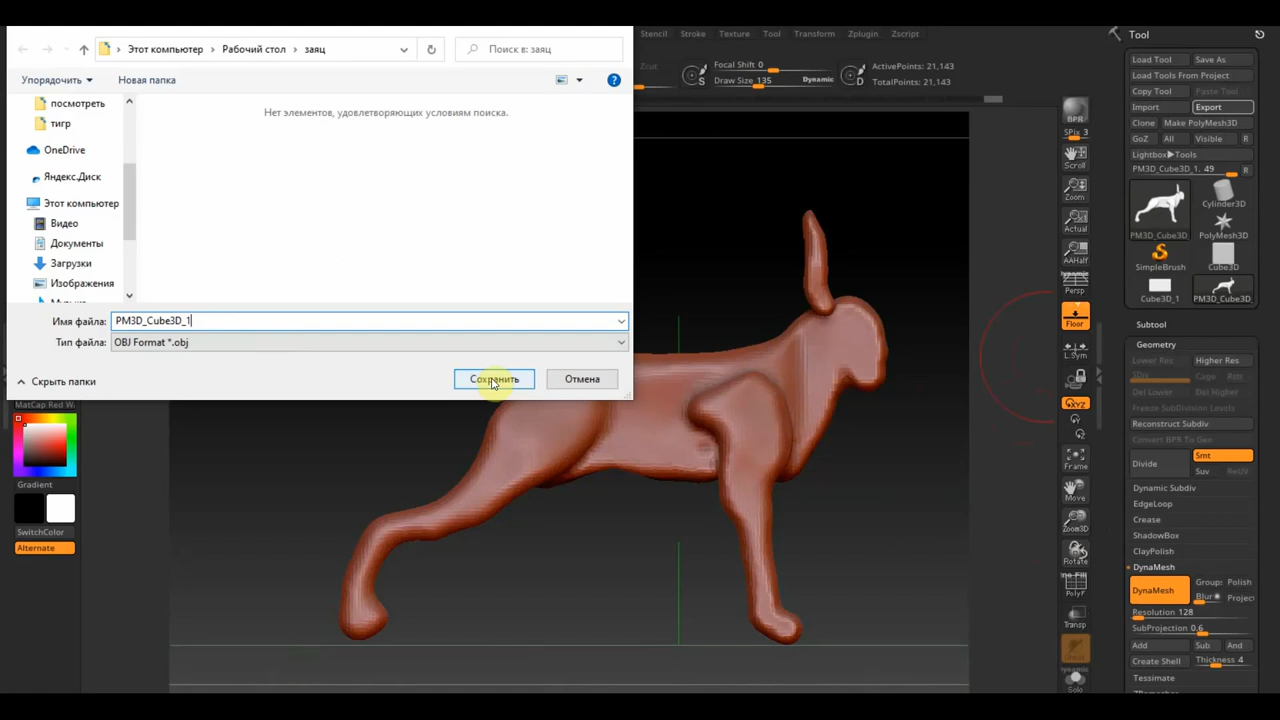 Этот компьютер
Рабочий стол
заяц
Поиск в: заяц
Упорядочить
Новая папка
посмотреть
тигр
OneDrive
Яндекс.Диск
Этот компьютер
Видео
Документы
Загрузки
Изображения
Нет элементов, удовлетворяющих условиям поиска.
Имя файла: PM3D_Cube3D_1
Тип файла: OBJ Format *.obj
Скрыть папки
Сохранить
Отмена
MatCap Red W
Gradient
SwitchColor
Alternate
Stencil Stroke Texture Tool Transform Zplugin Zscript
Zcut
Focal Shift 0
Draw Size 135
Dynamic
S
D
ActivePoints: 21,143
TotalPoints: 21,143
BPR
SPix 3
Scroll
Zoom
Actual
AAHalf
Dynamic
Persp
Floor
L.Sym
XYZ
Frame
Move
Zoom3D
Rotate
PolyF
Transp
Dynamic
Solo
Tool
Load Tool Save As
Load Tools From Project
Copy Tool Paste Tool
Import Export
Clone Make PolyMesh3D
GoZ All Visible R
Lightbox▶Tools
PM3D_Cube3D_1. 49 R
PM3D_Cube3D
Cylinder3D
PolyMesh3D
SimpleBrush
Cube3D
Cube3D_1
PM3D_Cube3D_
Subtool
Geometry
Lower Res Higher Res
SDiv Cage Rstr
Del Lower Del Higher
Freeze SubDivision Levels
Reconstruct Subdiv
Convert BPR To Geo
Divide
Smt
Suv ReUV
Dynamic Subdiv
EdgeLoop
Crease
ShadowBox
ClayPolish
DynaMesh
DynaMesh
Group: Polish
Blur Project
Resolution 128
SubProjection 0.6
Add Sub And
Create Shell Thickness 4
Tessimate